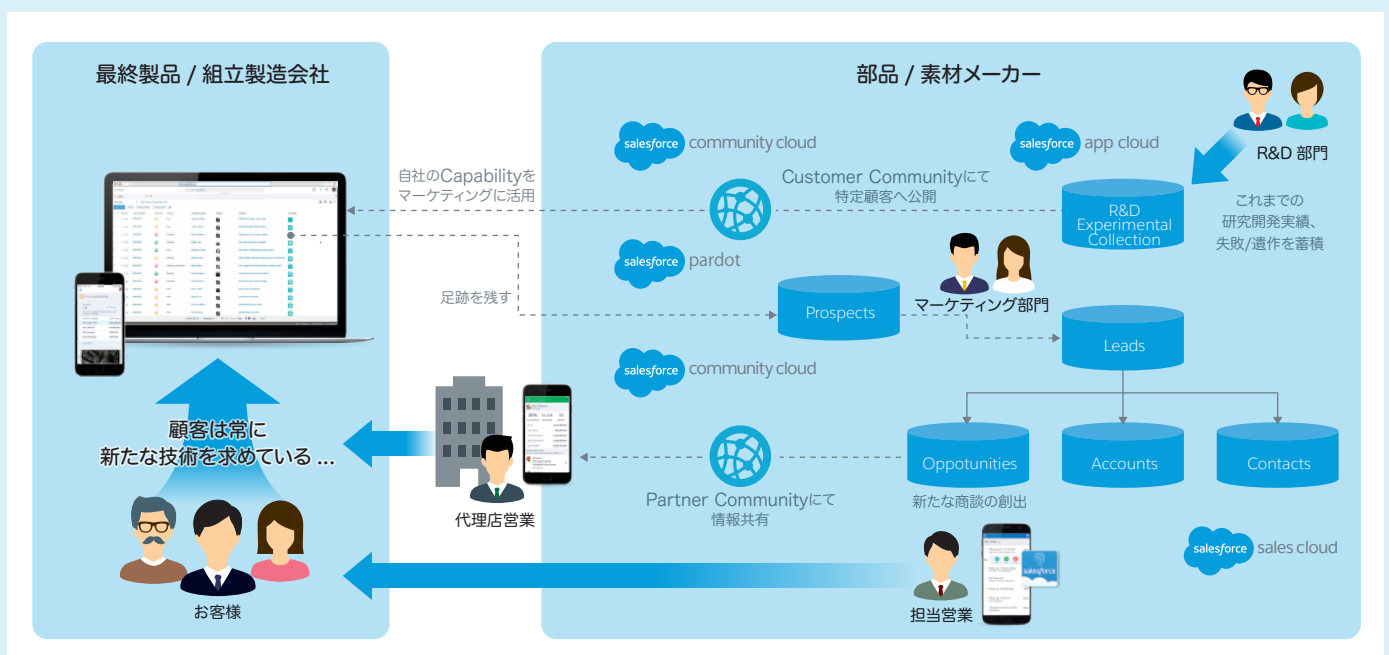 最終製品 / 組立製造会社
部品 / 素材メーカー
salesforce community cloud
salesforce app cloud
R&D 部門
自社のCapabilityを
マーケティングに活用
Customer Communityにて
特定顧客へ公開
R&D
Experimental
Collection
これまでの
研究開発実績、
失敗/遺作を蓄積
salesforce pardot
足跡を残す
Prospects
マーケティング部門
Leads
salesforce community cloud
顧客は常に
新たな技術を求めている ...
Oppotunities
Accounts
Contacts
Partner Communityにて
情報共有
新たな商談の創出
代理店営業
salesforce sales cloud
salesforce
お客様
担当営業